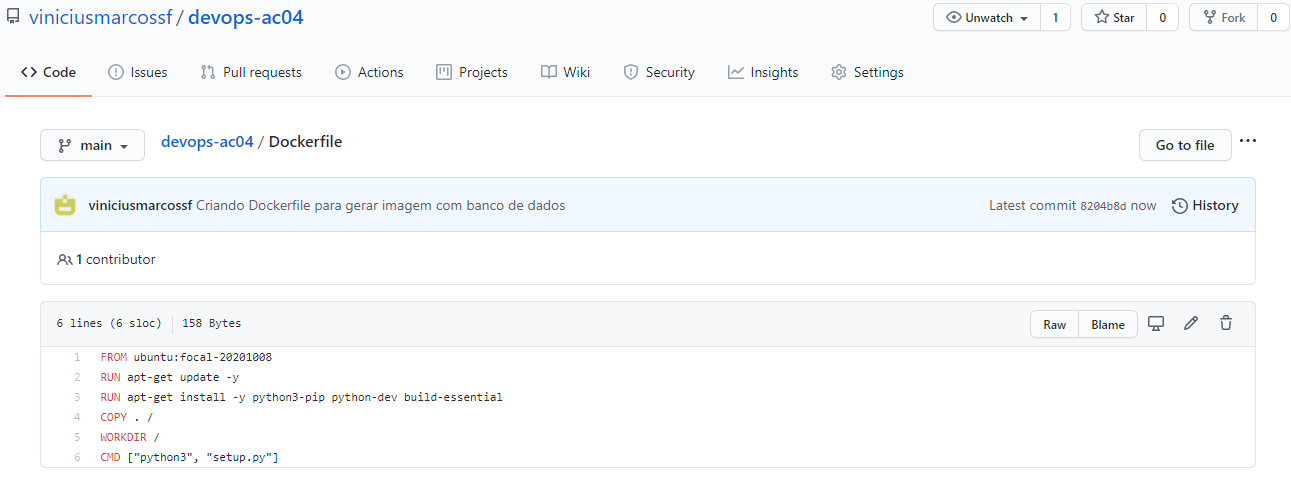 viniciusmarcossf / devops-ac04
Unwatch 1 Star 0 Fork 0
Code Issues Pull requests Actions Projects Wiki Security Insights Settings
main devops-ac04 / Dockerfile Go to file ...
viniciusmarcossf Criando Dockerfile para gerar imagem com banco de dados Latest commit 8204b8d now History
1 contributor
6 lines (6 sloc) 158 Bytes Raw Blame
1 FROM ubuntu:focal-20201008
2 RUN apt-get update -y
3 RUN apt-get install -y python3-pip python-dev build-essential
4 COPY . /
5 WORKDIR /
6 CMD ["python3", "setup.py"]